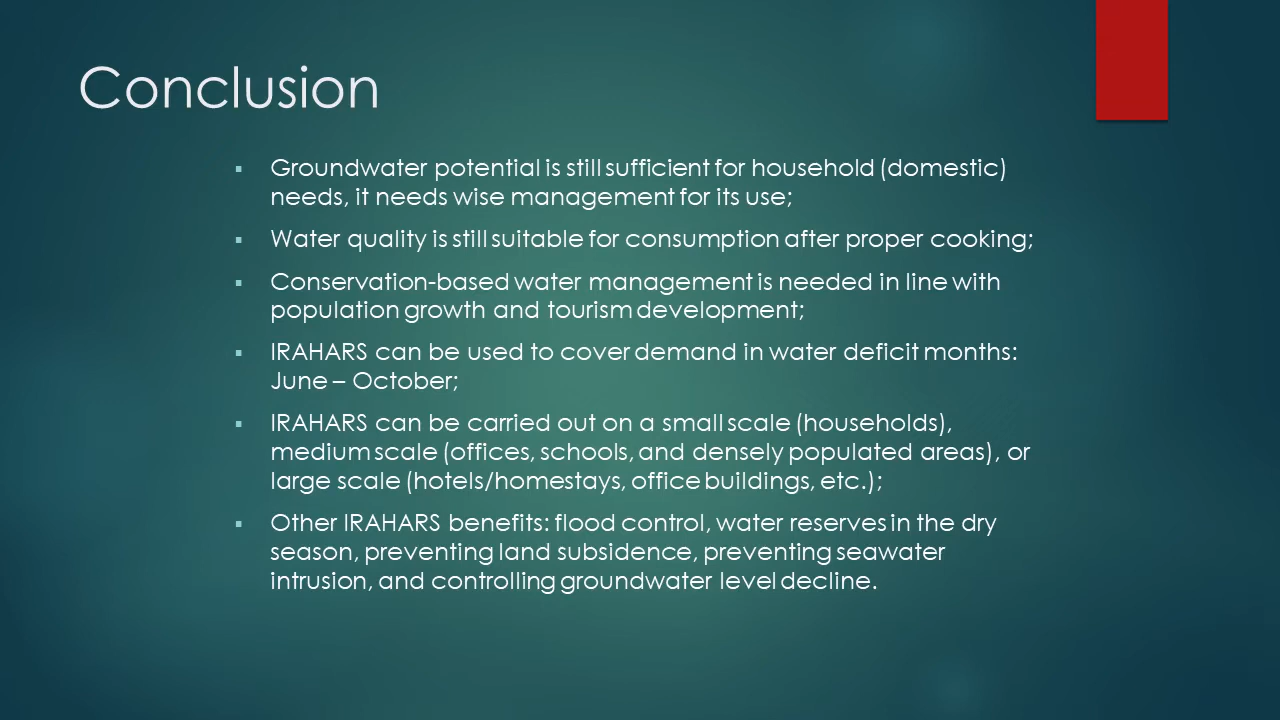 Conclusion
▪ Groundwater potential is still sufficient for household (domestic)
needs, it needs wise management for its use;
▪ Water quality is still suitable for consumption after proper cooking;
▪ Conservation-based water management is needed in line with
population growth and tourism development;
▪ IRAHARS can be used to cover demand in water deficit months:
June – October;
▪ IRAHARS can be carried out on a small scale (households),
medium scale (offices, schools, and densely populated areas), or
large scale (hotels/homestays, office buildings, etc.);
▪ Other IRAHARS benefits: flood control, water reserves in the dry
season, preventing land subsidence, preventing seawater
intrusion, and controlling groundwater level decline.